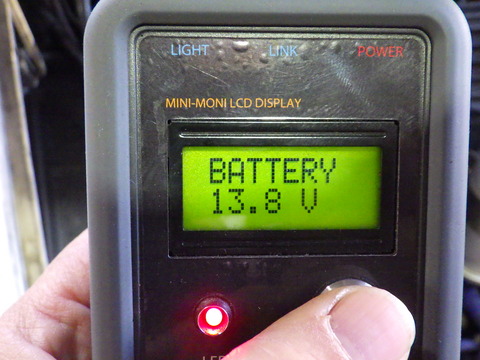 LIGHT LINK POWER
MINI-MONI LCD DISPLAY
BATTERY
13.8 V